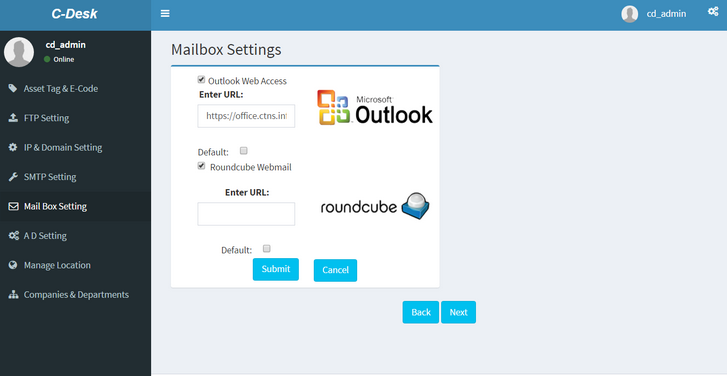 C-Desk
cd_admin
cd_admin
Online
Asset Tag & E-Code
FTP Setting
IP & Domain Setting
SMTP Setting
Mail Box Setting
A D Setting
Manage Location
Companies & Departments
Mailbox Settings
Outlook Web Access
Enter URL:
https://office.ctns.in
Microsoft
Outlook
Default:
Roundcube Webmail
Enter URL:
roundcube
Default:
Submit Cancel
Back Next